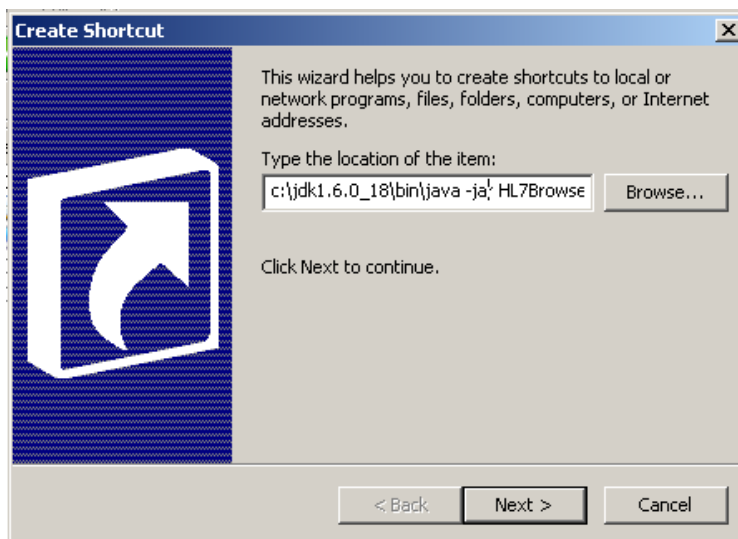 Create Shortcut
This wizard helps you to create shortcuts to local or
network programs, files, folders, computers, or Internet
addresses.
Type the location of the item:
c:\jdk1.6.0_18\bin\java -jar HL7Browse
Browse...
Click Next to continue.
< Back
Next >
Cancel